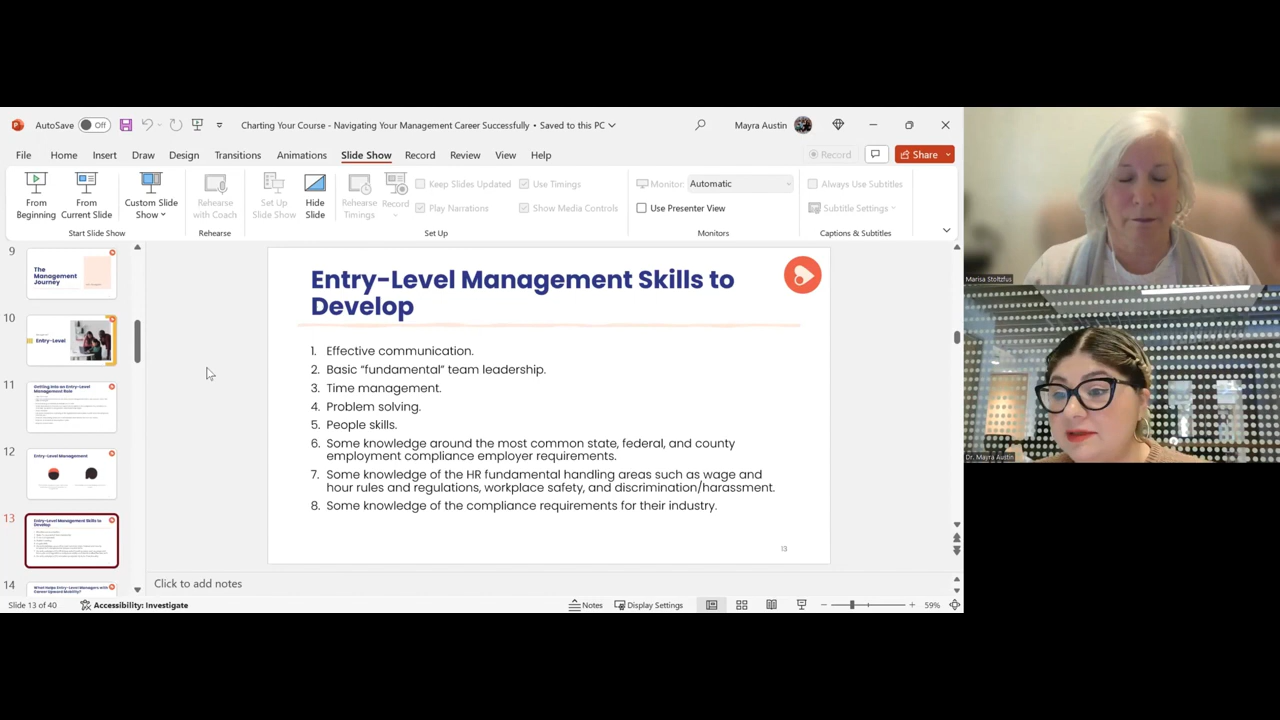 AutoSave Off
Charting Your Course - Navigating Your Management Career Successfully • Saved to this PC
Mayra Austin
File Home Insert Draw Design Transitions Animations Slide Show Record Review View Help
Record
Share
From Beginning
From Current Slide
Custom Slide Show
Rehearse with Coach
Set Up Slide Show
Hide Slide
Rehearse Timings
Record
Keep Slides Updated
Play Narrations
Use Timings
Show Media Controls
Monitor: Automatic
Use Presenter View
Always Use Subtitles
Subtitle Settings
Start Slide Show
Rehearse
Set Up
Monitors
Captions & Subtitles
9
The Management Journey
10
Entry-Level
11
Getting Into an Entry-Level Management Role
12
Entry-Level Management
13
Entry-Level Management Skills to Develop
14
What Helps Entry-Level Managers with Career Upward Mobility?
Entry-Level Management Skills to
Develop
1. Effective communication.
2. Basic “fundamental” team leadership.
3. Time management.
4. Problem solving.
5. People skills.
6. Some knowledge around the most common state, federal, and county
employment compliance employer requirements.
7. Some knowledge of the HR fundamental handling areas such as wage and
hour rules and regulations, workplace safety, and discrimination/harassment.
8. Some knowledge of the compliance requirements for their industry.
13
Click to add notes
Slide 13 of 40
Accessibility: Investigate
Notes
Display Settings
59%
Marisa Stoltzfus
Dr. Mayra Austin